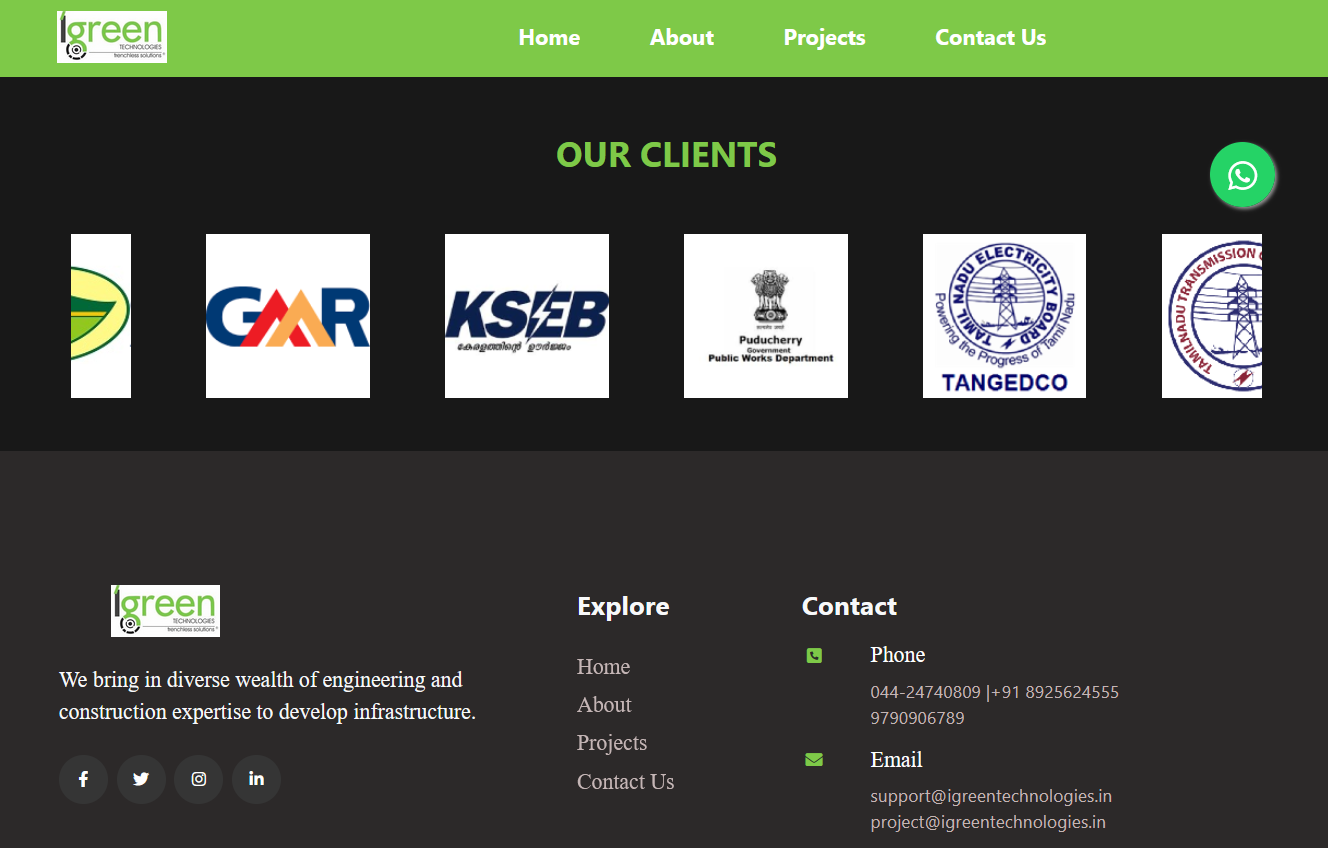 igreen
TECHNOLOGIES
trenchless solutions
Home About Projects Contact Us
OUR CLIENTS
GMR
KSEB
കേരളത്തിന്റെ ഊർജ്ജം
Puducherry
Government
Public Works Department
TAMIL NADU ELECTRICITY BOARD
Powering the Progress of Tamil Nadu
TANGEDCO
TAMILNADU TRANSMISSION
igreen
TECHNOLOGIES
trenchless solutions
We bring in diverse wealth of engineering and
construction expertise to develop infrastructure.
Explore
Home
About
Projects
Contact Us
Contact
Phone
044-24740809 |+91 8925624555
9790906789
Email
support@igreentechnologies.in
project@igreentechnologies.in